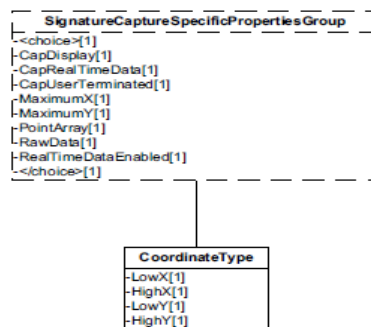 SignatureCaptureSpecificPropertiesGroup
-<choice>[1]
-CapDisplay[1]
-CapRealTimeData[1]
-CapUserTerminated[1]
-MaximumX[1]
-MaximumY[1]
-PointArray[1]
-RawData[1]
-RealTimeDataEnabled[1]
-</choice>[1]
CoordinateType
-LowX[1]
-HighX[1]
-LowY[1]
-HighY[1]